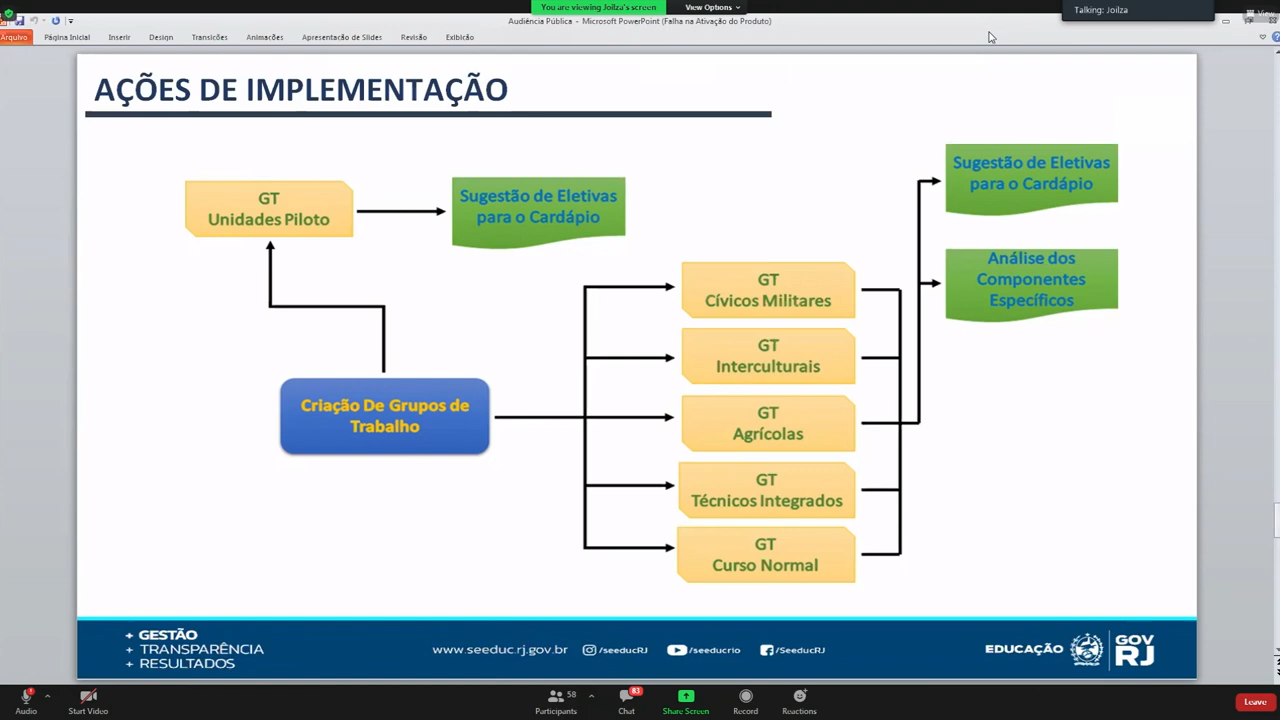 You are viewing Joilza's screen
View Options
Talking: Joilza
View
Audiência Pública - Microsoft PowerPoint (Falha na Ativação do Produto)
Arquivo
Página Inicial
Inserir
Design
Transições
Animações
Apresentação de Slides
Revisão
Exibição
AÇÕES DE IMPLEMENTAÇÃO
GT
Unidades Piloto
Sugestão de Eletivas
para o Cardápio
Sugestão de Eletivas
para o Cardápio
Análise dos
Componentes
Específicos
GT
Cívicos Militares
GT
Interculturais
Criação De Grupos de
Trabalho
GT
Agrícolas
GT
Técnicos Integrados
GT
Curso Normal
+ GESTÃO
+ TRANSPARÊNCIA
+ RESULTADOS
www.seeduc.rj.gov.br
/seeducRJ
/seeducrio
/SeeducRJ
EDUCAÇÃO
GOV
RJ
Audio
Start Video
58
Participants
83
Chat
Share Screen
Record
Reactions
Leave